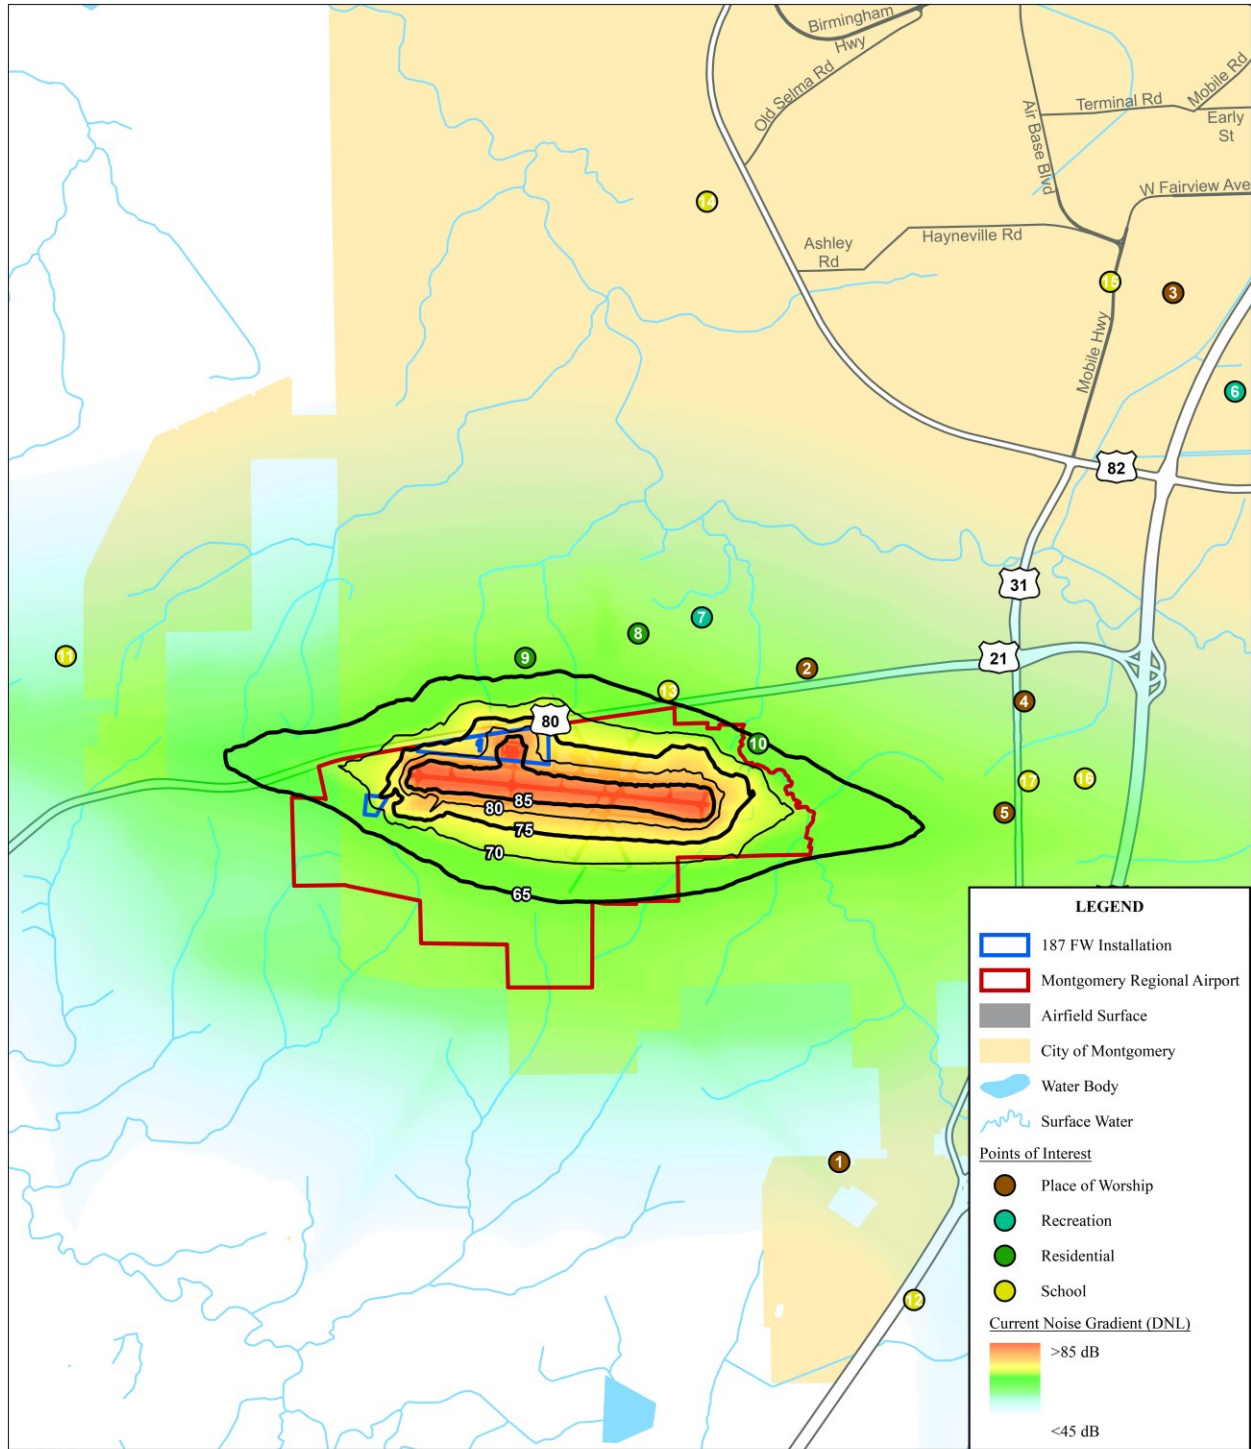 Birmingham
Hwy
Old Selma Rd
Air Base Blvd
Terminal Rd
Mobile Rd
Early
St
W Fairview Ave
14
Ashley
Rd
Hayneville Rd
15
3
Mobile Hwy
6
82
31
7
8
11
9
2
21
13
4
80
10
17
16
5
85
80
75
70
65
1
12
LEGEND
187 FW Installation
Montgomery Regional Airport
Airfield Surface
City of Montgomery
Water Body
Surface Water
Points of Interest
Place of Worship
Recreation
Residential
School
Current Noise Gradient (DNL)
>85 dB
<45 dB